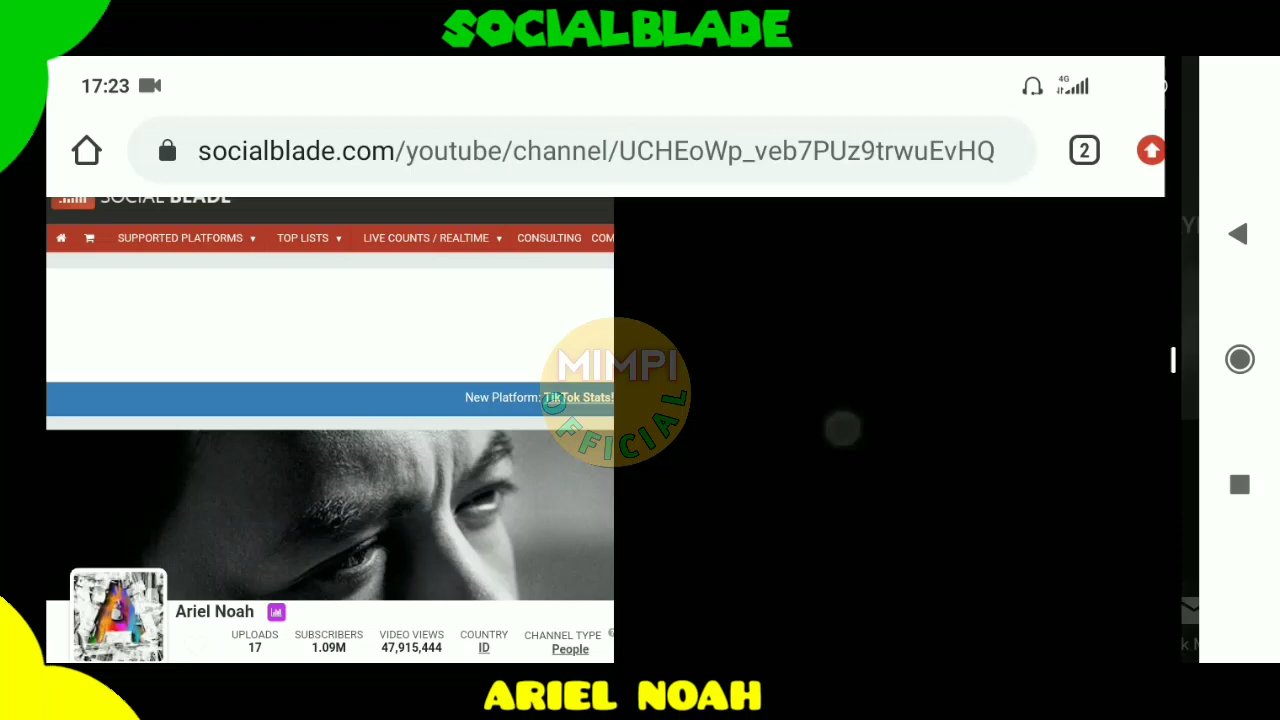 SOCIALBLADE
17:23
4G
socialblade.com/youtube/channel/UCHEoWp_veb7PUz9trwuEvHQ
2
SOCIAL BLADE
SUPPORTED PLATFORMS TOP LISTS LIVE COUNTS / REALTIME CONSULTING COM
New Platform: TikTok Stats!
MIMPI
OFFICIAL
Ariel Noah
UPLOADS SUBSCRIBERS VIDEO VIEWS COUNTRY CHANNEL TYPE
17 1.09M 47,915,444 ID People
ARIEL NOAH